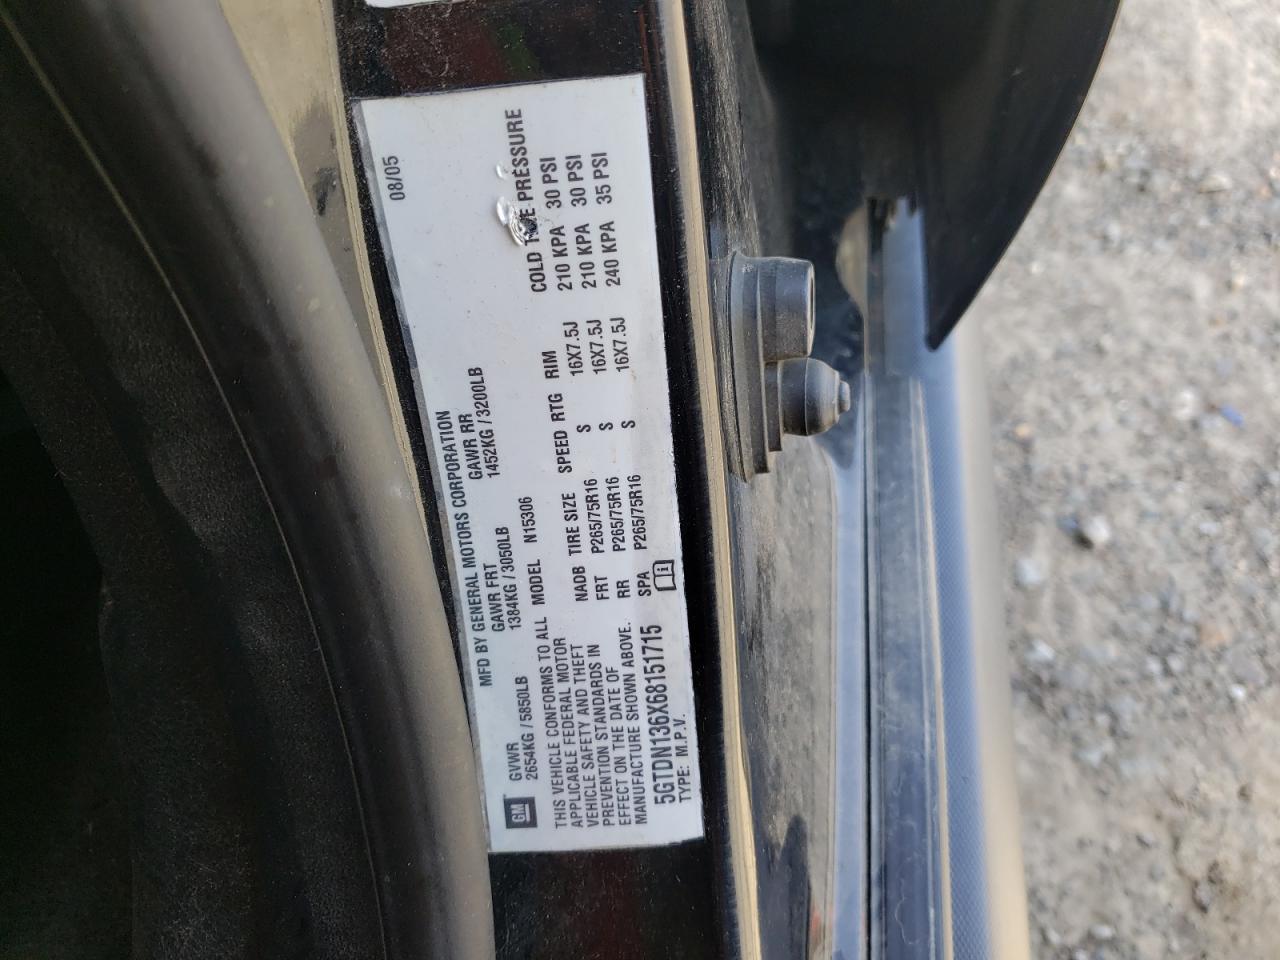 MFD BY GENERAL MOTORS CORPORATION 08/05
GVWR GAWR FRT GAWR RR
2654KG / 5850LB 1384KG / 3050LB 1452KG / 3200LB
GM
THIS VEHICLE CONFORMS TO ALL
APPLICABLE FEDERAL MOTOR
VEHICLE SAFETY AND THEFT
PREVENTION STANDARDS IN
EFFECT ON THE DATE OF
MANUFACTURE SHOWN ABOVE.
MODEL N15306
NADB TIRE SIZE SPEED RTG RIM COLD PRESSURE
FRT P265/75R16 S 16X7.5J 210 KPA 30 PSI
RR P265/75R16 S 16X7.5J 210 KPA 30 PSI
SPA P265/75R16 S 16X7.5J 240 KPA 35 PSI
5GTDN136X68151715
TYPE: M.P.V.